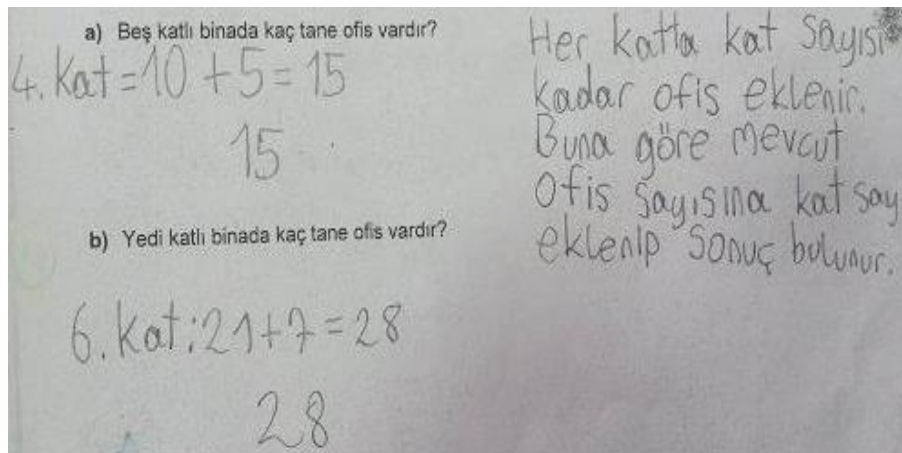 a) Beş katlı binada kaç tane ofis vardır?
4. Kat = 10 + 5 = 15
15
b) Yedi katlı binada kaç tane ofis vardır?
6. Kat: 21 + 7 = 28
28
Her katta kat sayısı
kadar ofis eklenir.
Buna göre mevcut
Ofis sayısına kat say
eklenip sonuç bulunur.